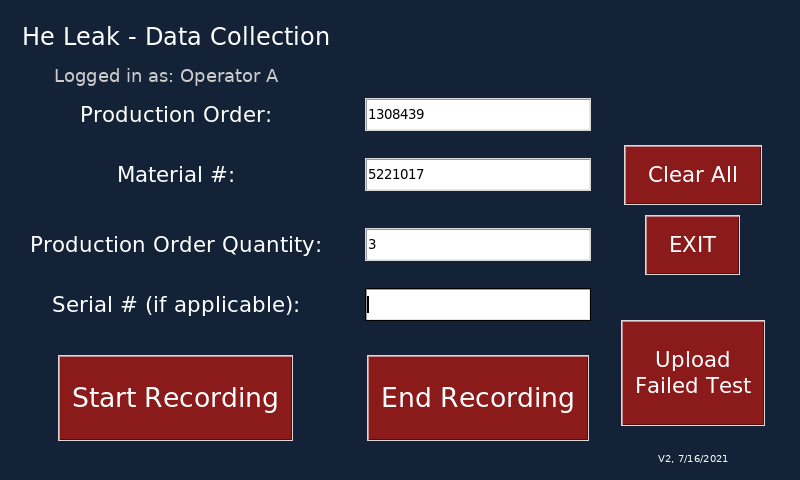 He Leak - Data Collection
Logged in as: Operator A
Production Order:
1308439
Material #:
5221017
Clear All
Production Order Quantity:
3
EXIT
Serial # (if applicable):
Start Recording
End Recording
Upload
Failed Test
V2, 7/16/2021